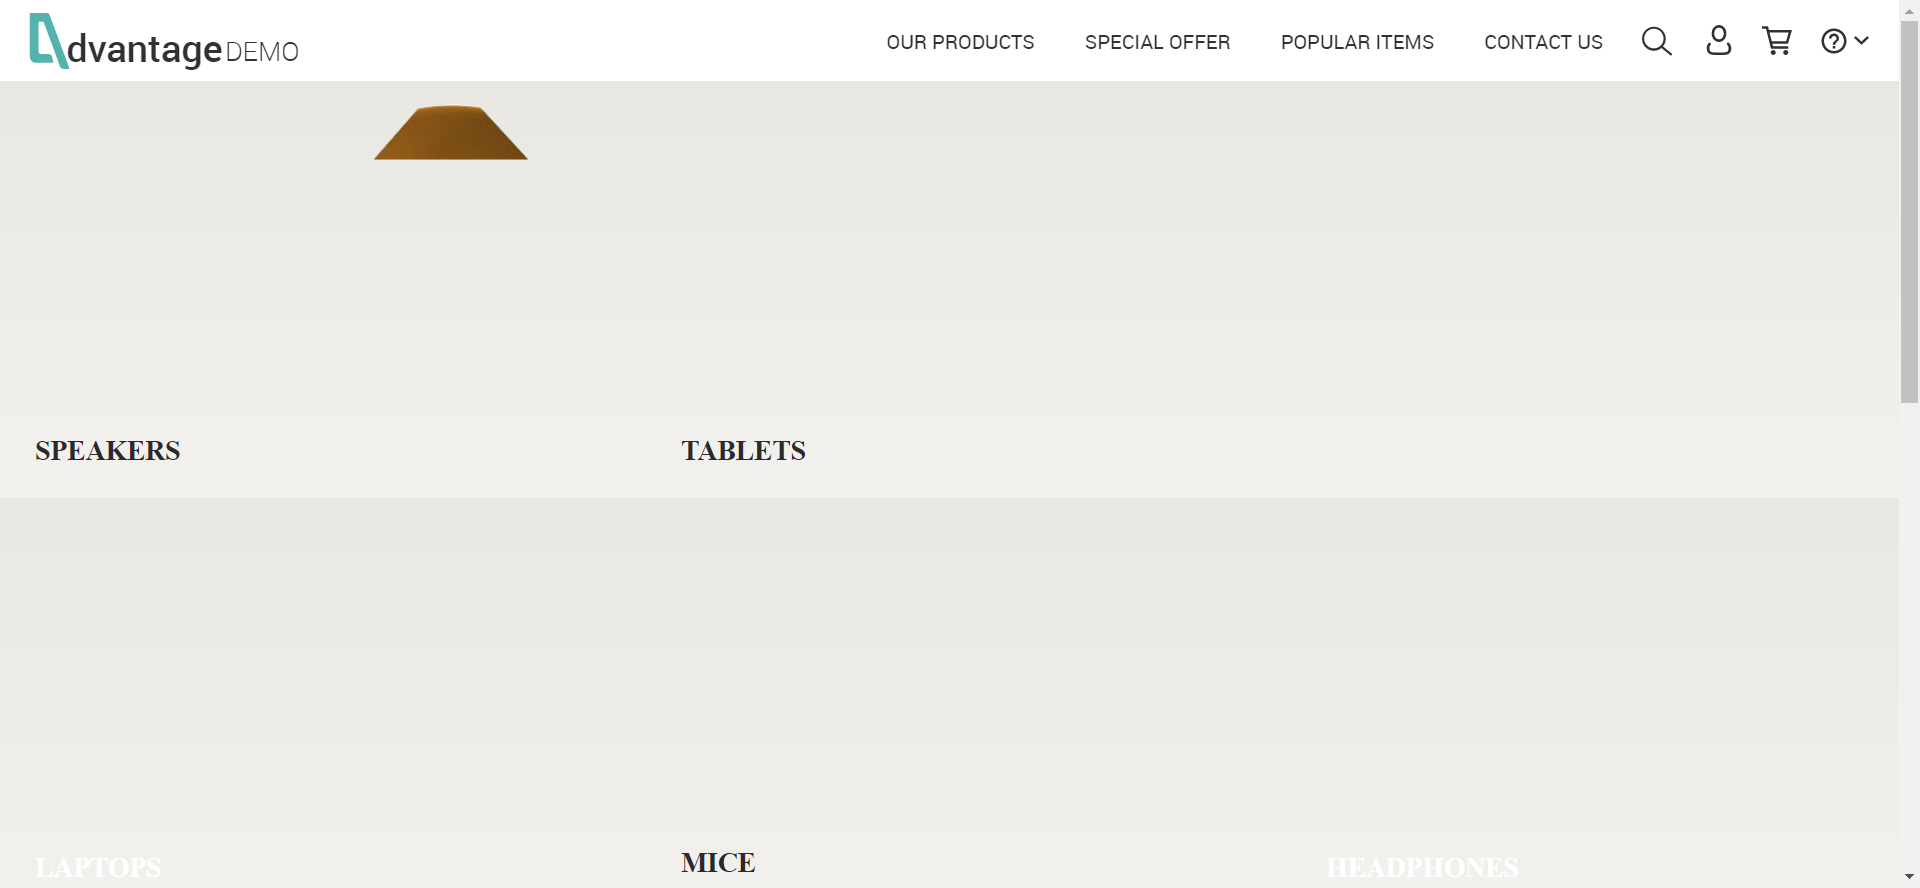 dvantage DEMO
OUR PRODUCTS SPECIAL OFFER POPULAR ITEMS CONTACT US
SPEAKERS TABLETS
LAPTOPS MICE HEADPHONES